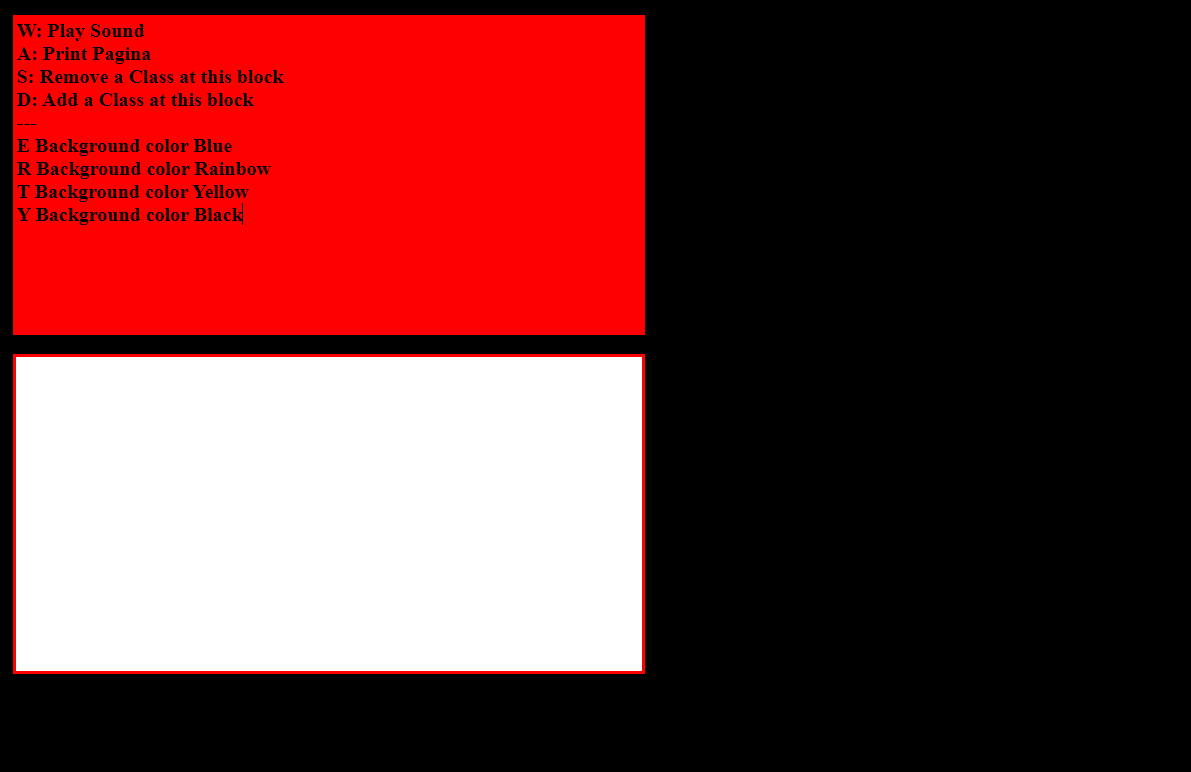 W: Play Sound
A: Print Pagina
S: Remove a Class at this block
D: Add a Class at this block
---
E Background color Blue
R Background color Rainbow
T Background color Yellow
Y Background color Black